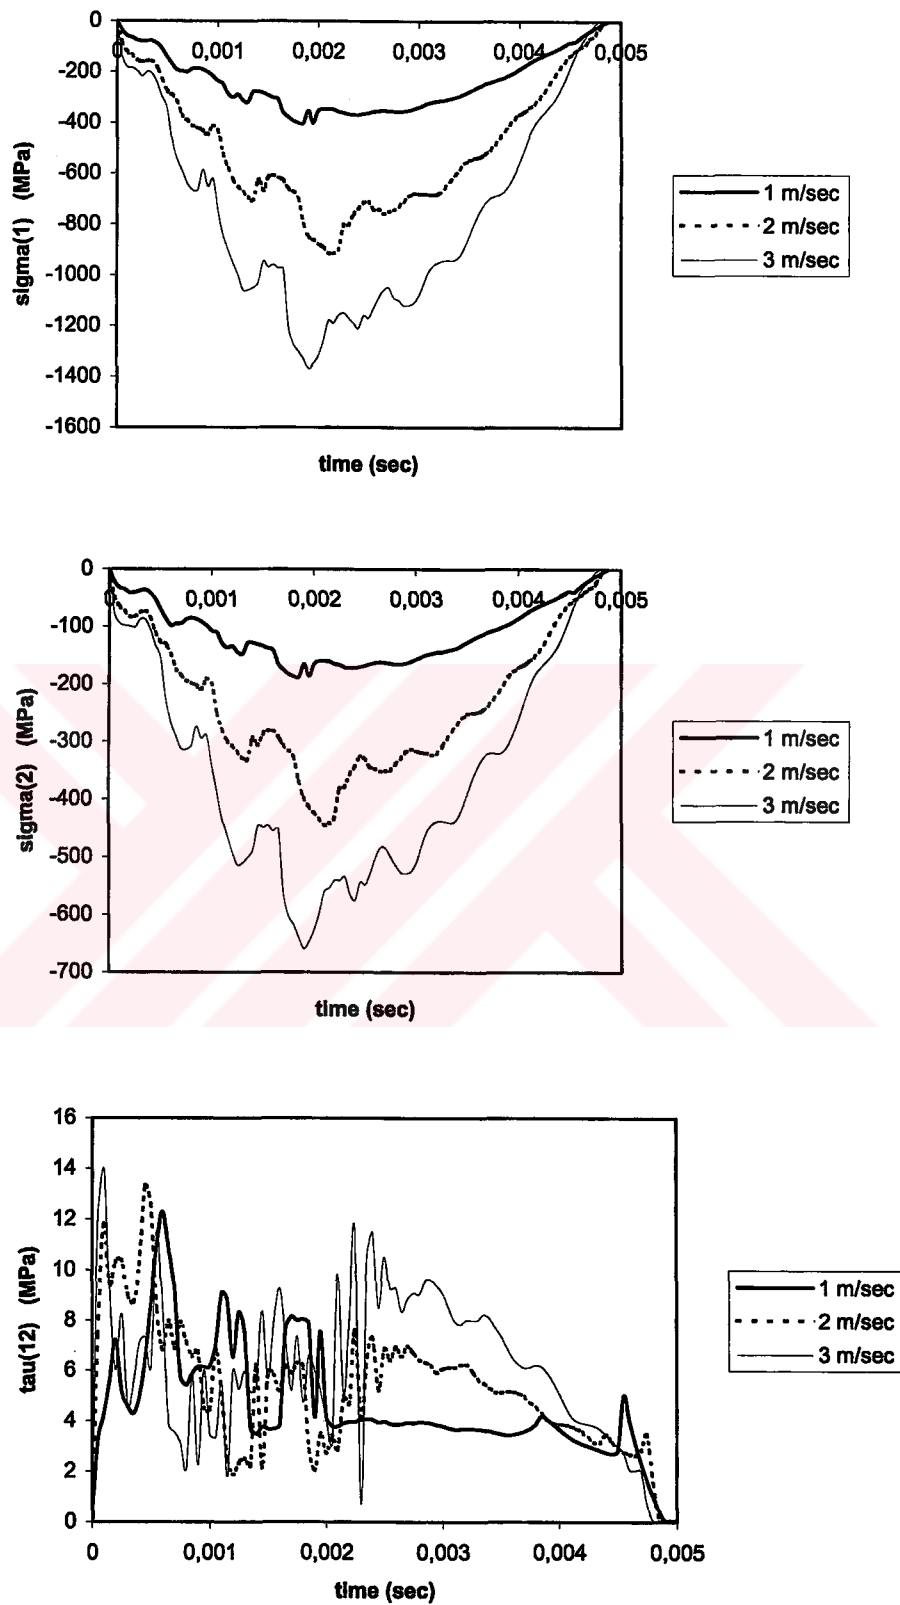 0
-200
-400
-600
-800
-1000
-1200
-1400
-1600
0 0,001 0,002 0,003 0,004 0,005
sigma(1) (MPa)
time (sec)
1 m/sec
2 m/sec
3 m/sec
0
-100
-200
-300
-400
-500
-600
-700
0 0,001 0,002 0,003 0,004 0,005
sigma(2) (MPa)
time (sec)
1 m/sec
2 m/sec
3 m/sec
16
14
12
10
8
6
4
2
0
0 0,001 0,002 0,003 0,004 0,005
tau(12) (MPa)
time (sec)
1 m/sec
2 m/sec
3 m/sec